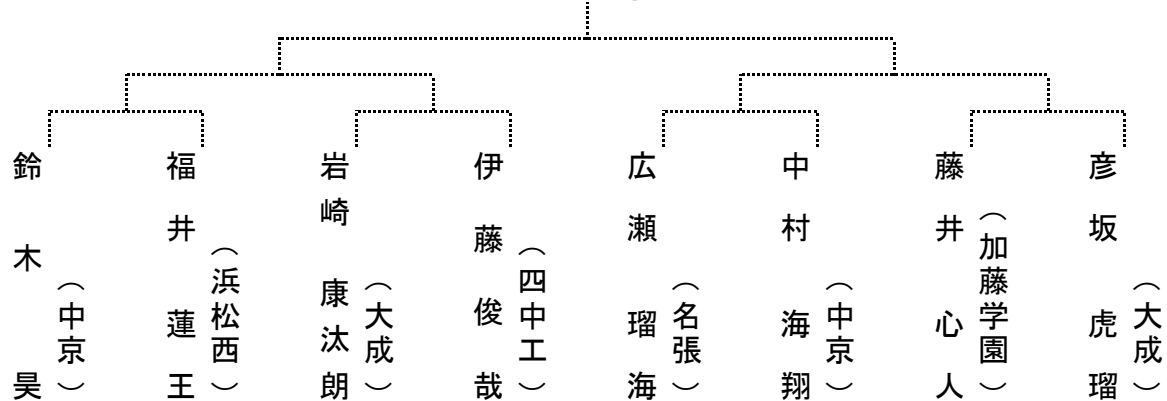 鈴木昊
（中京）
福井蓮王
（浜松西）
岩崎康汰朗
（大成）
伊藤俊哉
（四中工）
広瀬瑠海
（名張）
中村海翔
（中京）
藤井心人
（加藤学園）
彦坂虎瑠
（大成）